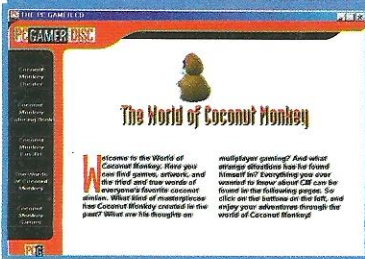 THE PC GAMER CD
PC GAMER DISC
Coconut
Monkey
Theater
Coconut
Monkey
Coloring Book
Coconut
Monkey
The World of Coconut Monkey
Welcome to the World of
Coconut Monkey. Here you
can find games, artwork, and
the tried and true words of
everyone's favorite coconut
simian. What kind of masterpieces
has Coconut Monkey created in the
past? What are his thoughts on
multiplayer gaming? And what
strange situations has he found
himself in? Everything you ever
wanted to know about CM can be
found in the following pages. So
click on the buttons on the left, and
enjoy your adventures through the
world of Coconut Monkey!
The Words
of Coconut
Monkey
Coconut
Monkey
Games
PCG